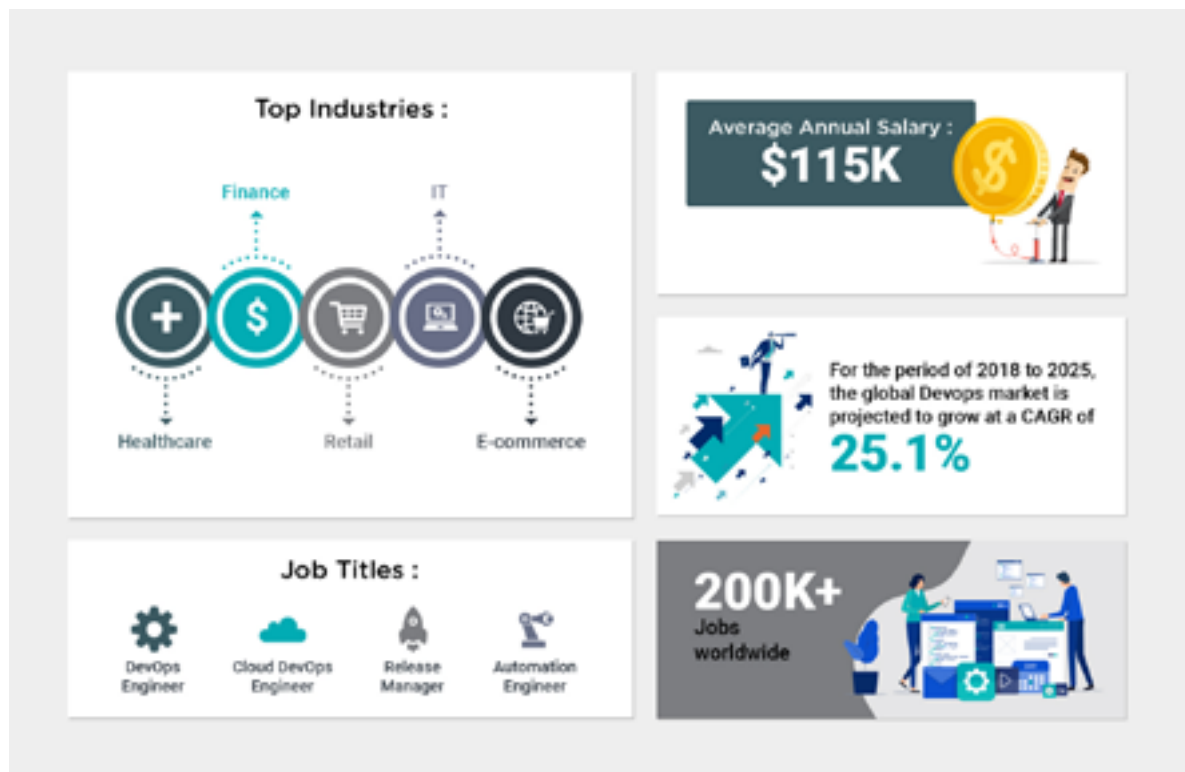 Top Industries :
Finance
IT
Healthcare
Retail
E-commerce
Average Annual Salary :
$115K
For the period of 2018 to 2025,
the global Devops market is
projected to grow at a CAGR of
25.1%
Job Titles :
DevOps
Engineer
Cloud DevOps
Engineer
Release
Manager
Automation
Engineer
200K+
Jobs
worldwide